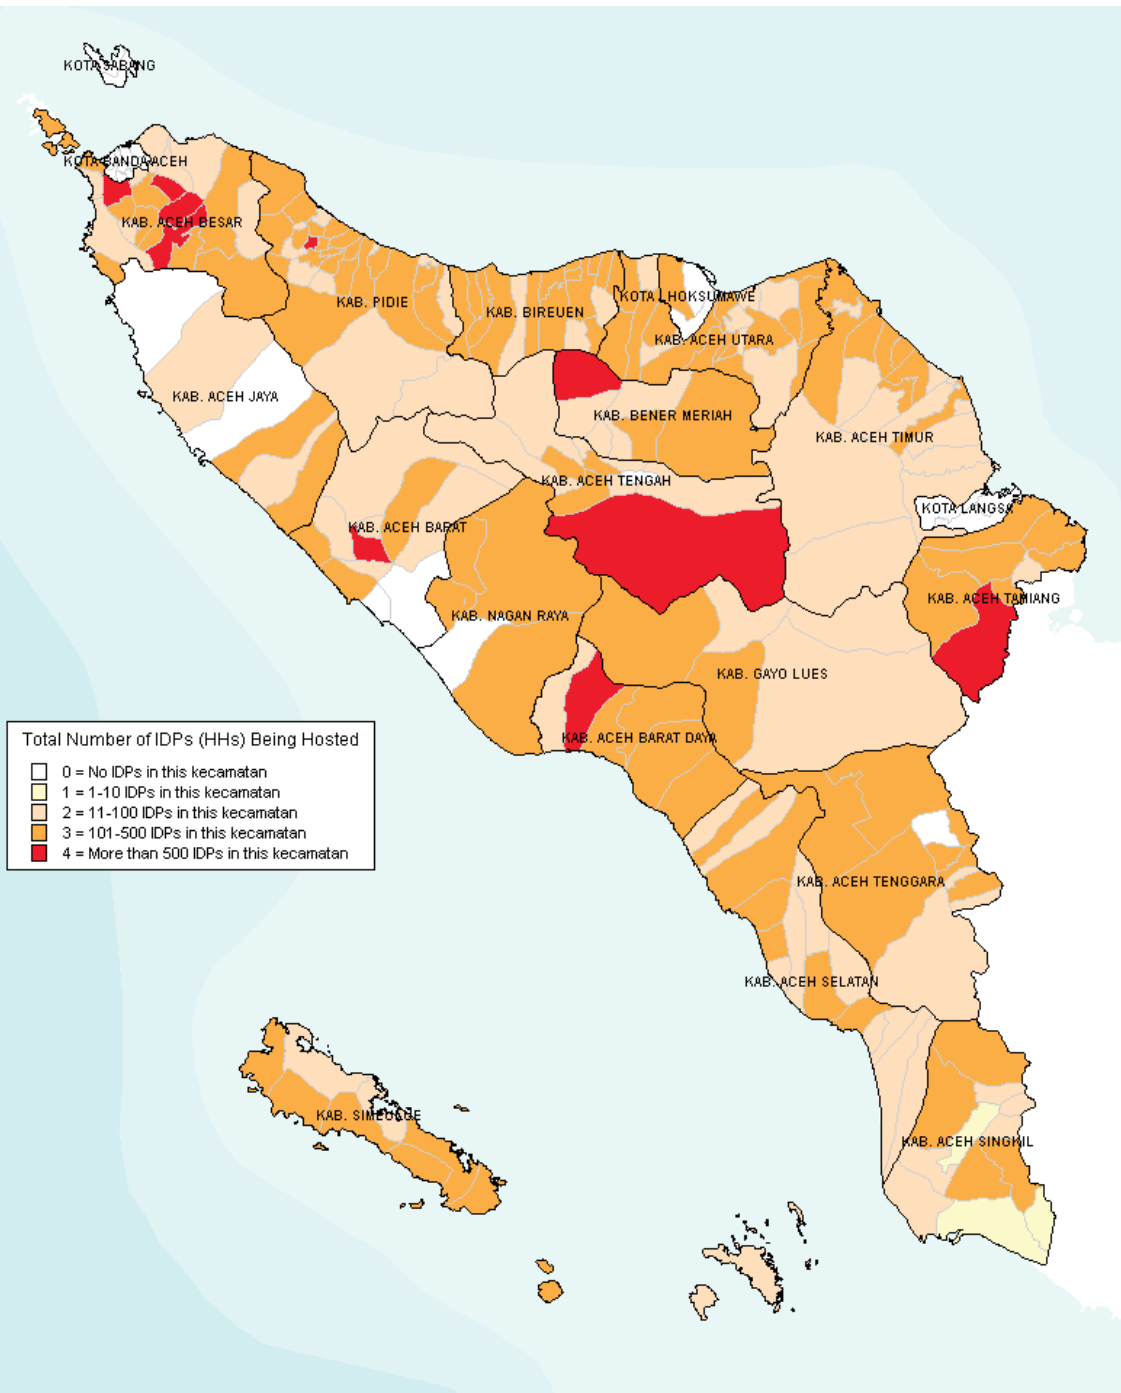 KOTA SABANG
KOTA BANDA ACEH
KAB. ACEH BESAR
KAB. PIDIE
KAB. BIREUEN
KOTA LHOKSUMAWE
KAB. ACEH UTARA
KAB. ACEH JAYA
KAB. BENER MERIAH
KAB. ACEH TIMUR
KAB. ACEH TENGAH
KOTA LANGSA
KAB. ACEH BARAT
KAB. ACEH TAMIANG
KAB. NAGAN RAYA
KAB. GAYO LUES
KAB. ACEH BARAT DAYA
Total Number of IDPs (HHs) Being Hosted
0 = No IDPs in this kecamatan
1 = 1-10 IDPs in this kecamatan
2 = 11-100 IDPs in this kecamatan
3 = 101-500 IDPs in this kecamatan
4 = More than 500 IDPs in this kecamatan
KAB. ACEH TENGGARA
KAB. ACEH SELATAN
KAB. SIMEULUE
KAB. ACEH SINGKIL